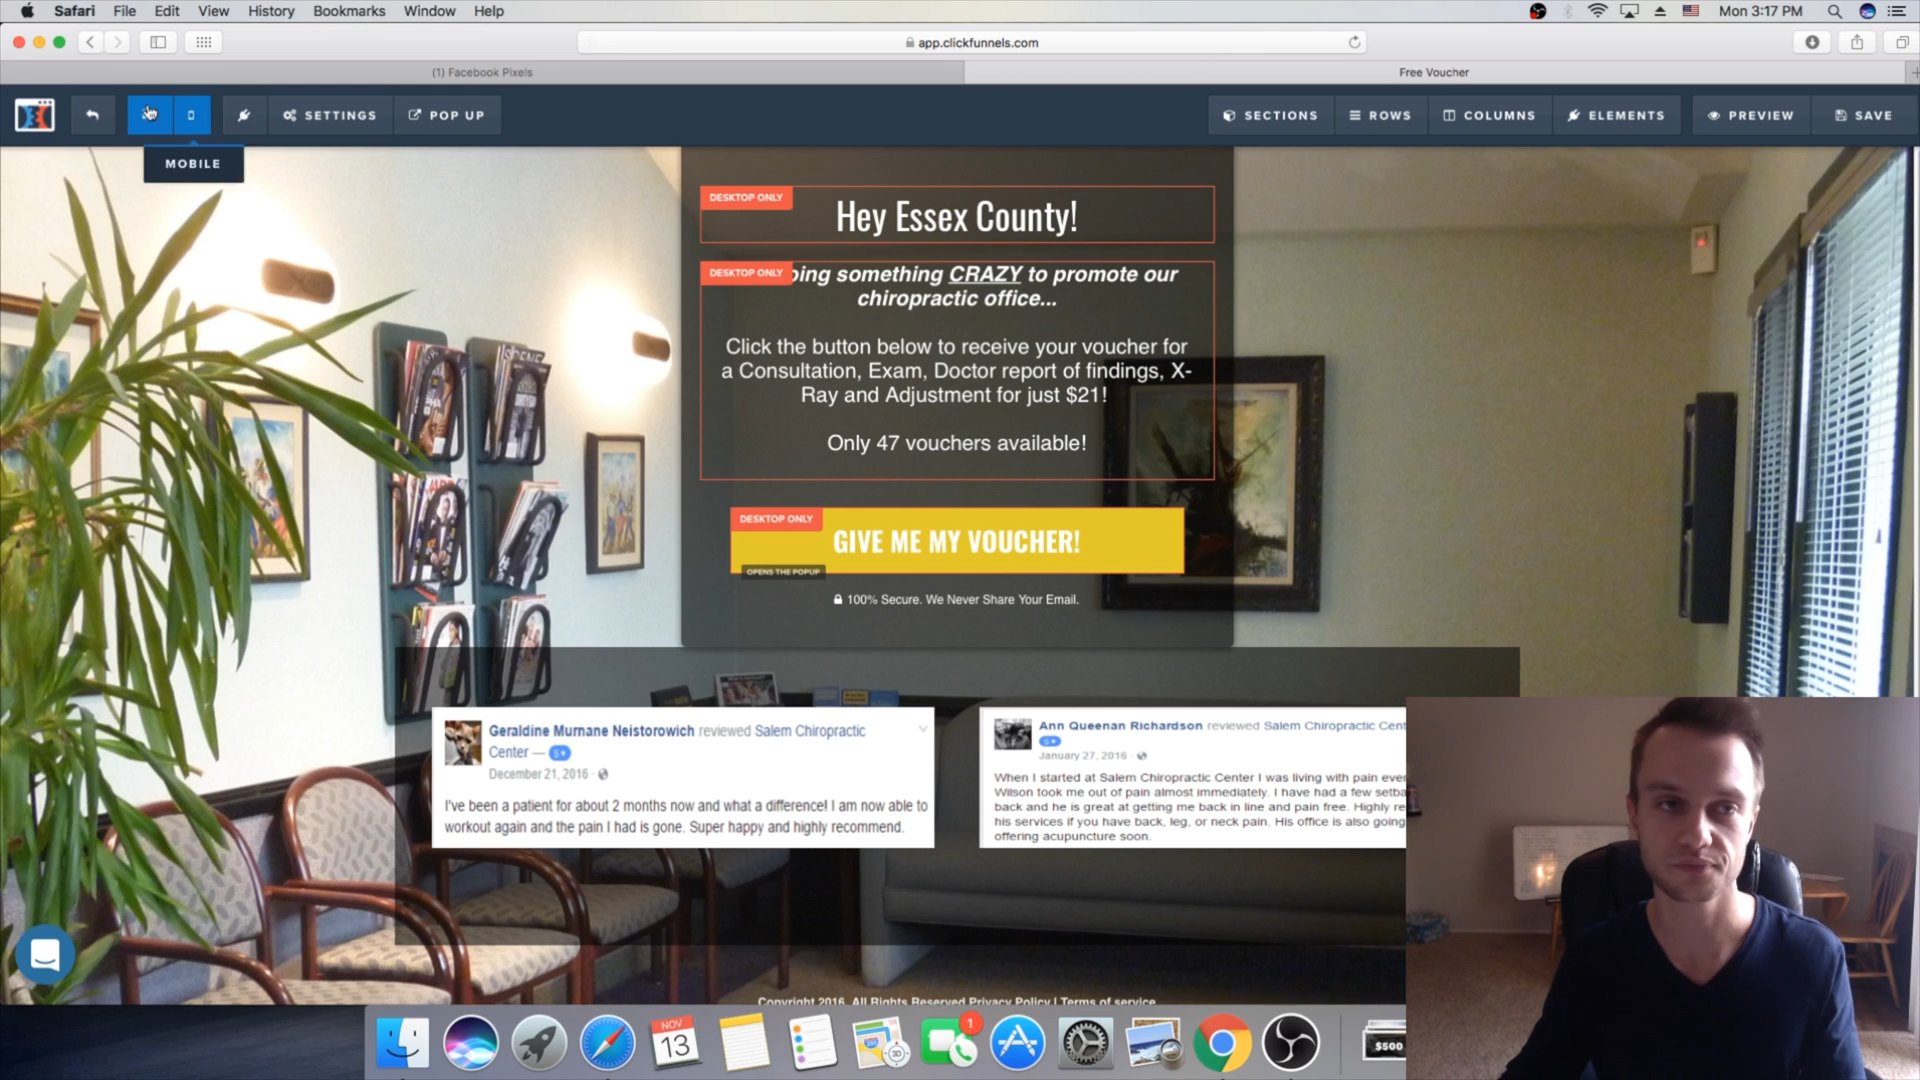 Safari File Edit View History Bookmarks Window Help
Mon 3:17 PM
app.clickfunnels.com
(1) Facebook Pixels
Free Voucher
SETTINGS
POP UP
SECTIONS
ROWS
COLUMNS
ELEMENTS
PREVIEW
SAVE
MOBILE
DESKTOP ONLY
Hey Essex County!
DESKTOP ONLY
oing something CRAZY to promote our
chiropractic office...
Click the button below to receive your voucher for
a Consultation, Exam, Doctor report of findings, X-
Ray and Adjustment for just $21!
Only 47 vouchers available!
DESKTOP ONLY
GIVE ME MY VOUCHER!
OPENS THE POPUP
100% Secure. We Never Share Your Email.
Geraldine Murnane Neistorowich reviewed Salem Chiropractic
Center — 5
December 21, 2016
I've been a patient for about 2 months now and what a difference! I am now able to
workout again and the pain I had is gone. Super happy and highly recommend.
Ann Queenan Richardson reviewed Salem Chiropractic Cent
5
January 27, 2016
When I started at Salem Chiropractic Center I was living with pain ever
Wilson took me out of pain almost immediately. I have had a few setba
back and he is great at getting me back in line and pain free. Highly re
his services if you have back, leg, or neck pain. His office is also going
offering acupuncture soon.
Copyright 2016. All Rights Reserved Privacy Policy | Terms of service
NOV
13
3D
1
$500